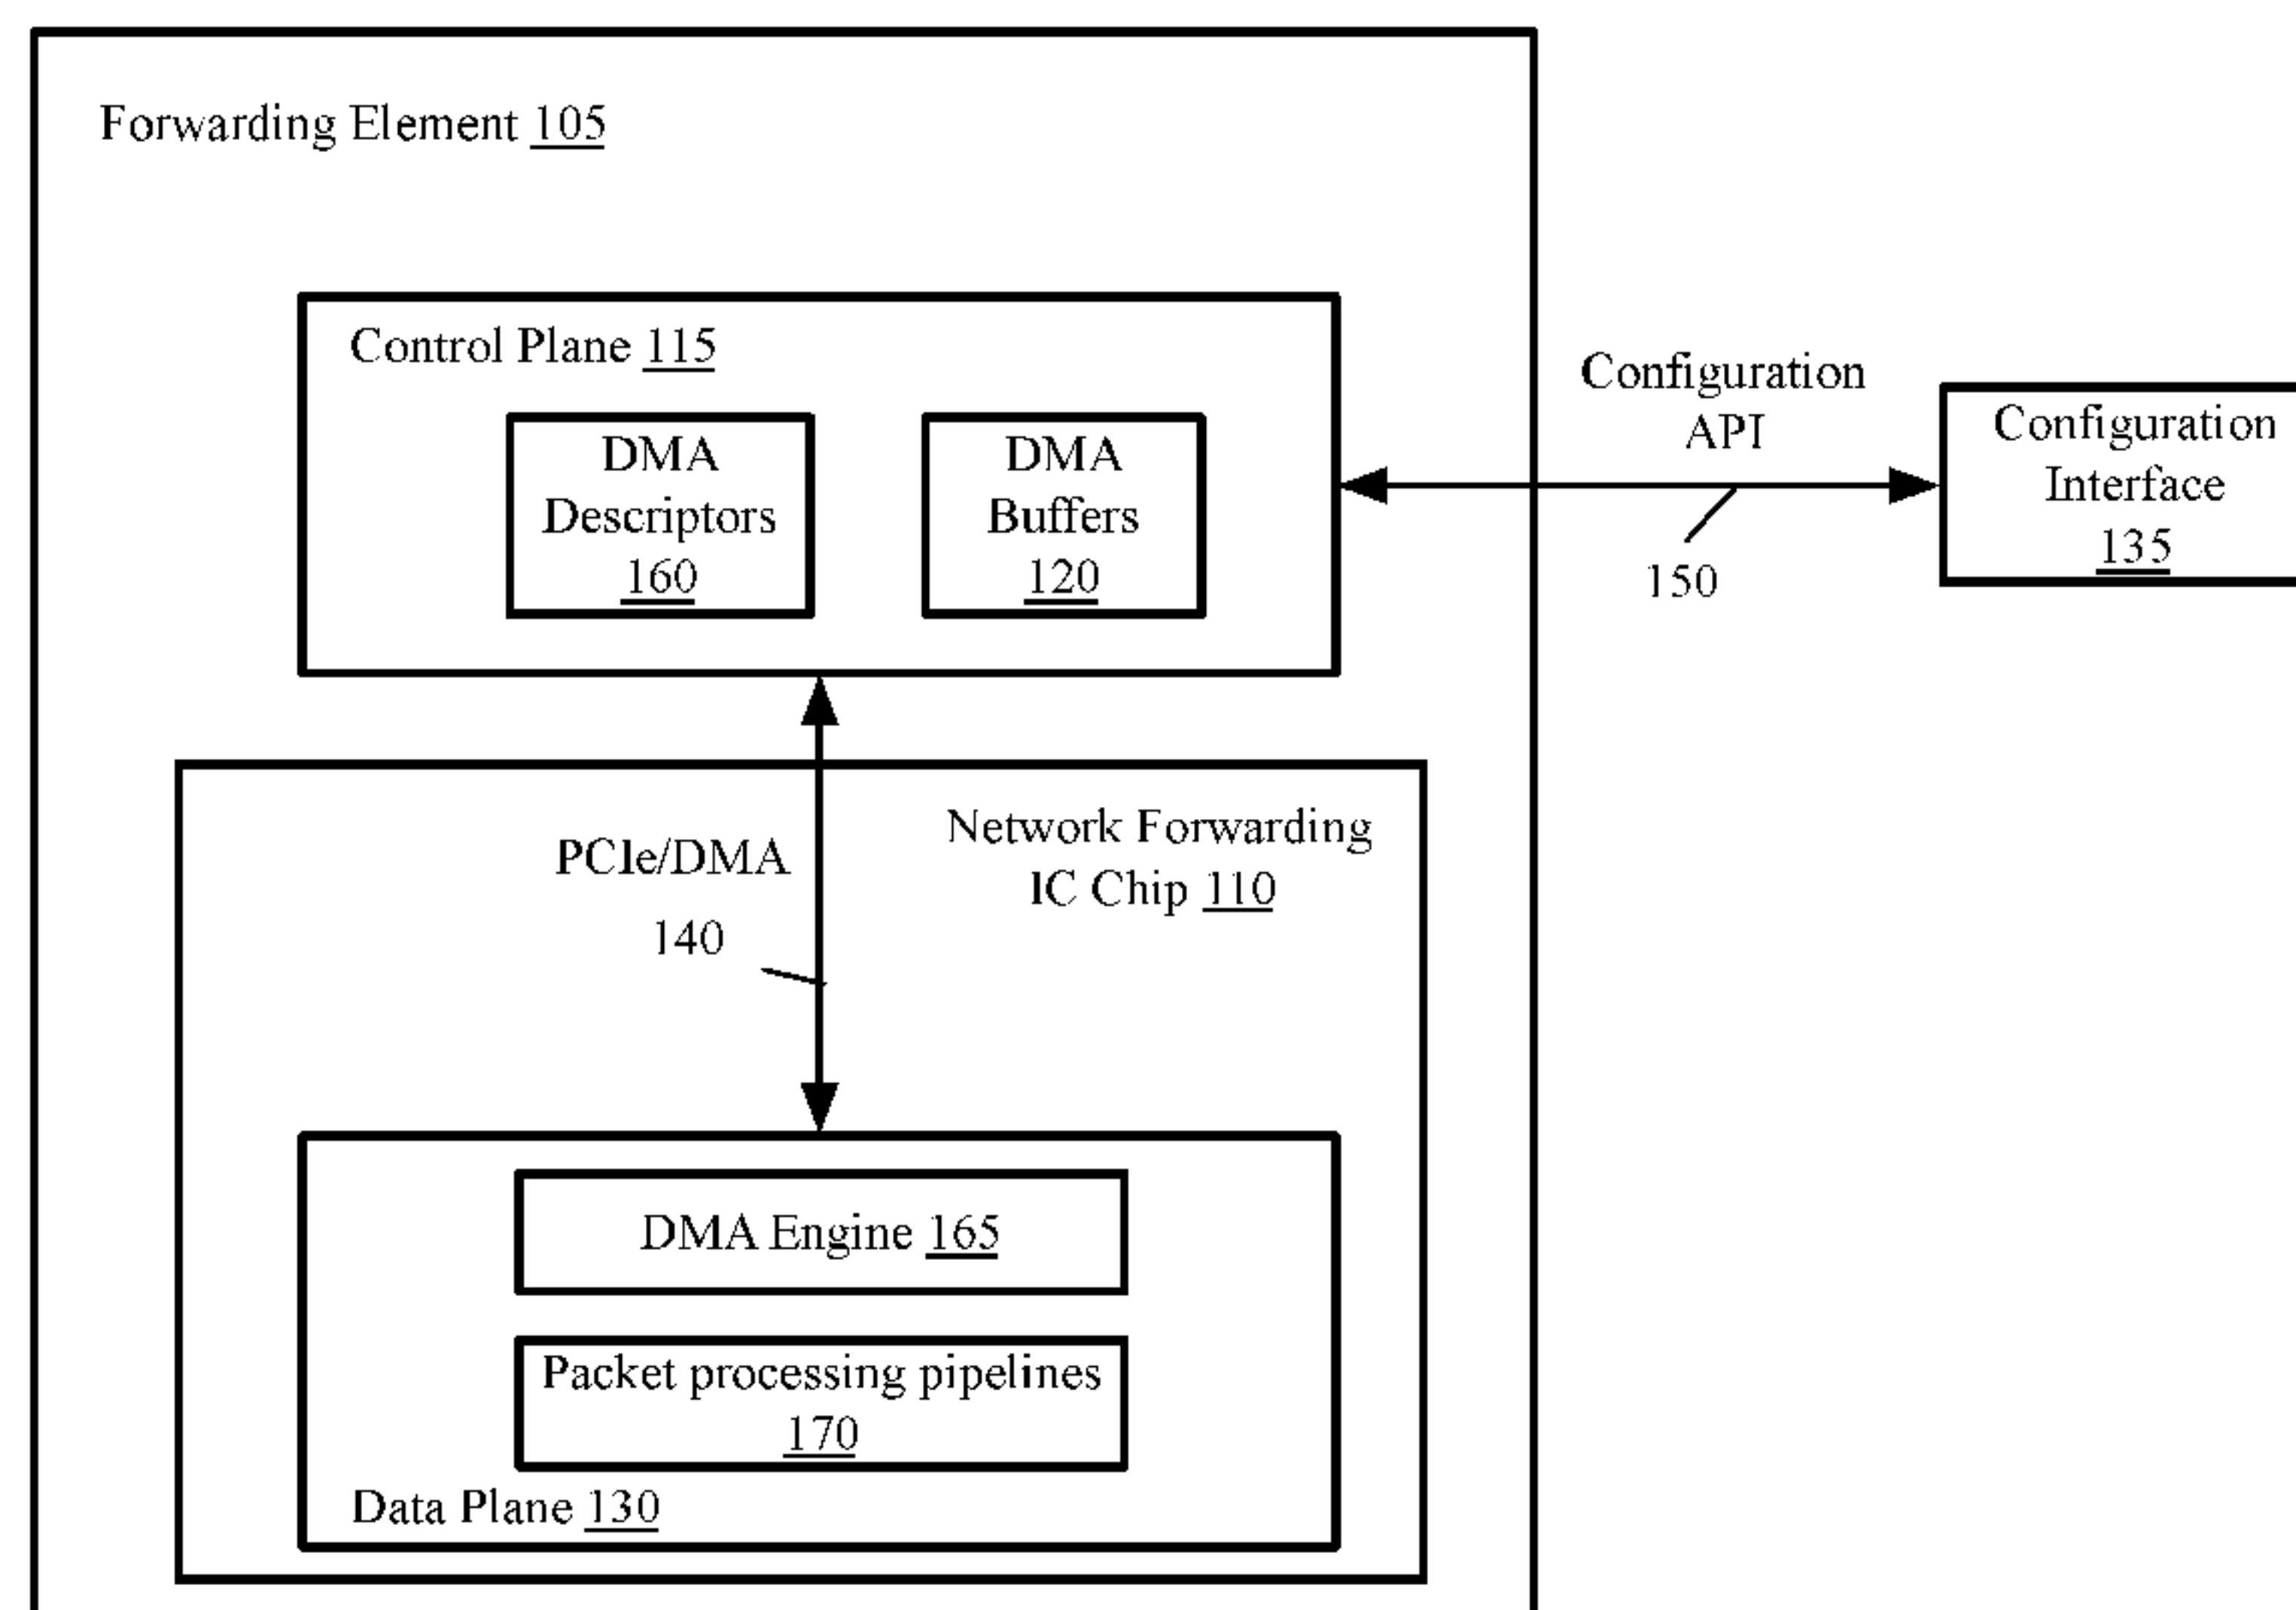 Forwarding Element 105
Control Plane 115
DMA
Descriptors
160
DMA
Buffers
120
Configuration
API
150
Configuration
Interface
135
PCIe/DMA
140
Network Forwarding
IC Chip 110
DMA Engine 165
Packet processing pipelines
170
Data Plane 130